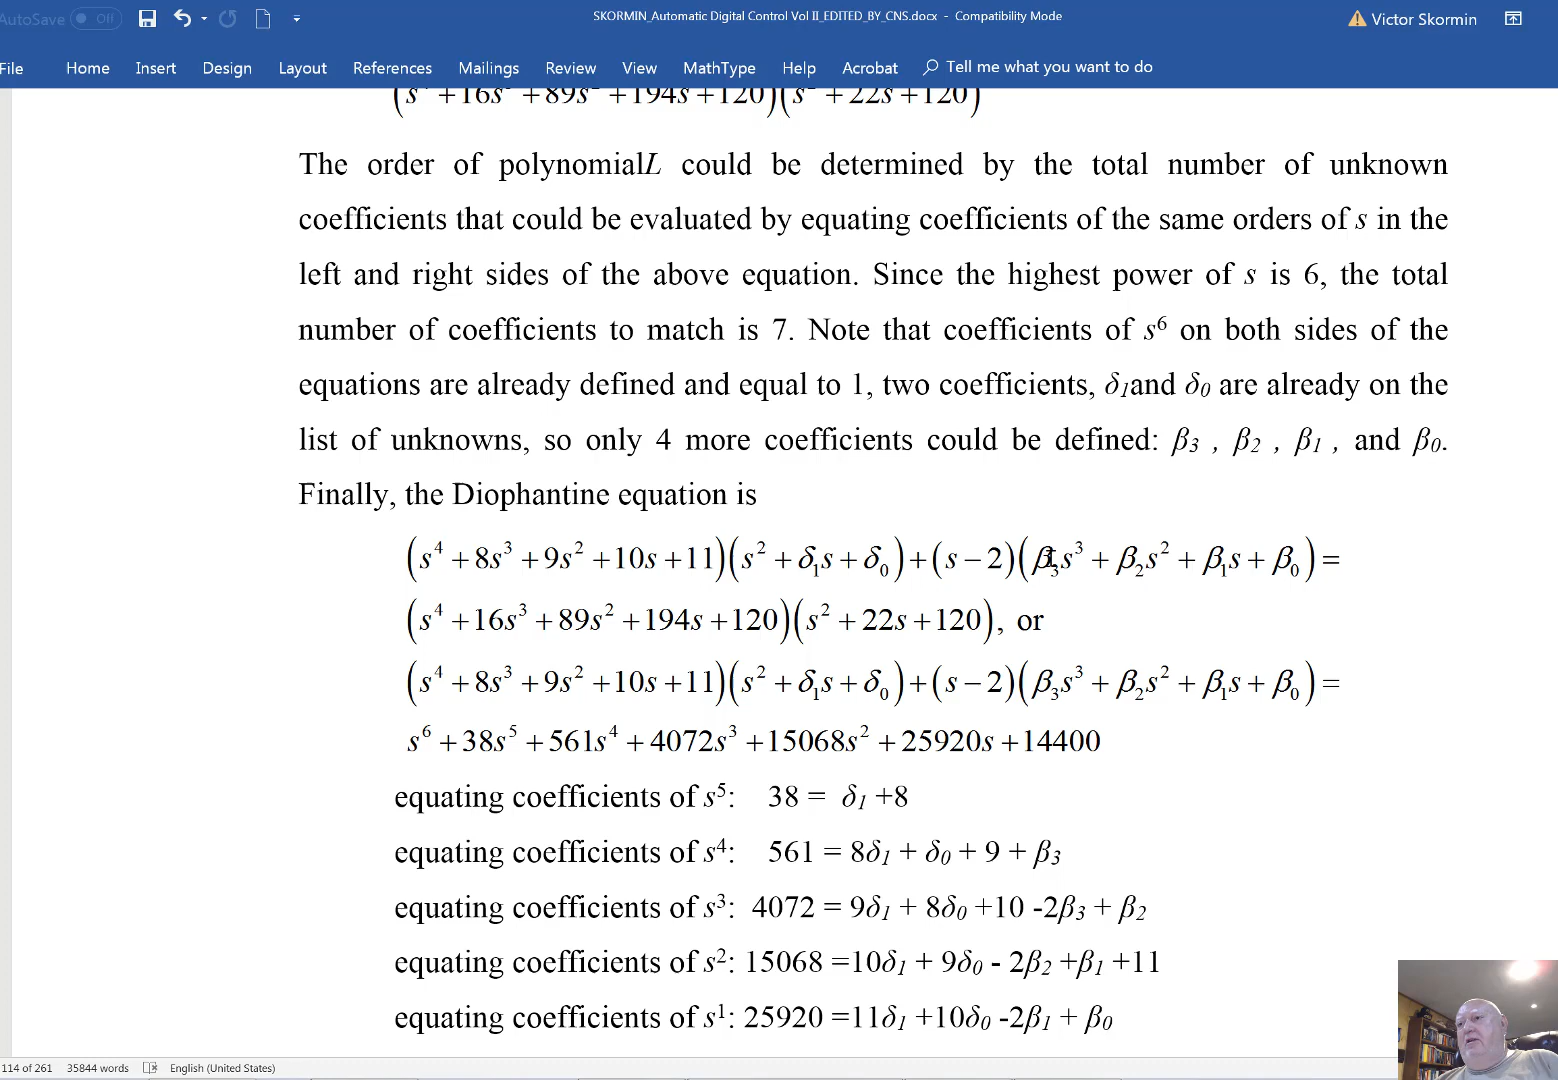 AutoSave Off SKORMIN_Automatic Digital Control Vol II_EDITED_BY_CNS.docx - Compatibility Mode Victor Skormin
File Home Insert Design Layout References Mailings Review View MathType Help Acrobat Tell me what you want to do
(s⁴ +16s³ +89s² +194s +120)(s² +22s +120)
The order of polynomialL could be determined by the total number of unknown
coefficients that could be evaluated by equating coefficients of the same orders of s in the
left and right sides of the above equation. Since the highest power of s is 6, the total
number of coefficients to match is 7. Note that coefficients of s⁶ on both sides of the
equations are already defined and equal to 1, two coefficients, δ₁and δ₀ are already on the
list of unknowns, so only 4 more coefficients could be defined: β₃ , β₂ , β₁ , and β₀.
Finally, the Diophantine equation is
(s⁴ +8s³ +9s² +10s +11)(s² +δ₁s +δ₀)+(s −2)(β₃s³ +β₂s² +β₁s +β₀)=
(s⁴ +16s³ +89s² +194s +120)(s² +22s +120), or
(s⁴ +8s³ +9s² +10s +11)(s² +δ₁s +δ₀)+(s −2)(β₃s³ +β₂s² +β₁s +β₀)=
s⁶ +38s⁵ +561s⁴ +4072s³ +15068s² +25920s +14400
equating coefficients of s⁵: 38 = δ₁ +8
equating coefficients of s⁴: 561 = 8δ₁ + δ₀ + 9 + β₃
equating coefficients of s³: 4072 = 9δ₁ + 8δ₀ +10 -2β₃ + β₂
equating coefficients of s²: 15068 =10δ₁ + 9δ₀ - 2β₂ +β₁ +11
equating coefficients of s¹: 25920 =11δ₁ +10δ₀ -2β₁ + β₀
114 of 261 35844 words English (United States)